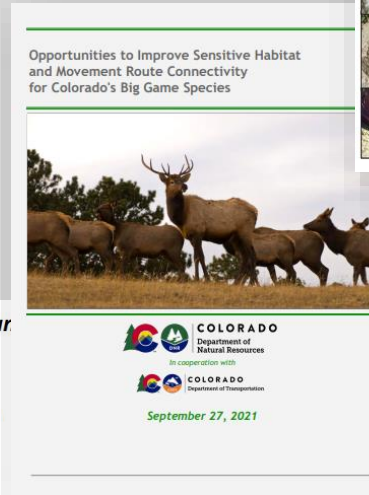 Opportunities to Improve Sensitive Habitat
and Movement Route Connectivity
for Colorado's Big Game Species
COLORADO
Department of
Natural Resources
In cooperation with
COLORADO
Department of Transportation
September 27, 2021